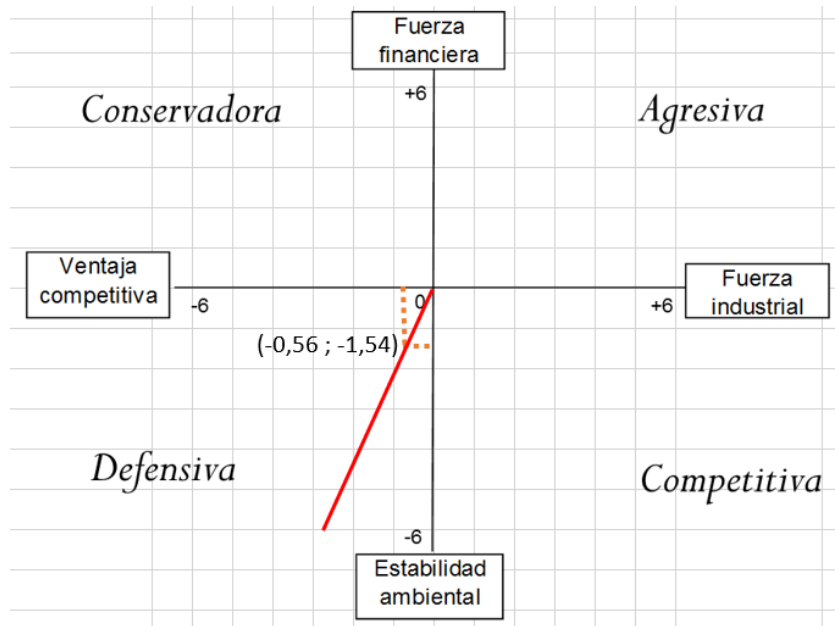 Fuerza
financiera
+6
Conservadora
Agresiva
Ventaja
competitiva
-6
0
+6
Fuerza
industrial
(-0,56 ; -1,54)
Defensiva
Competitiva
-6
Estabilidad
ambiental